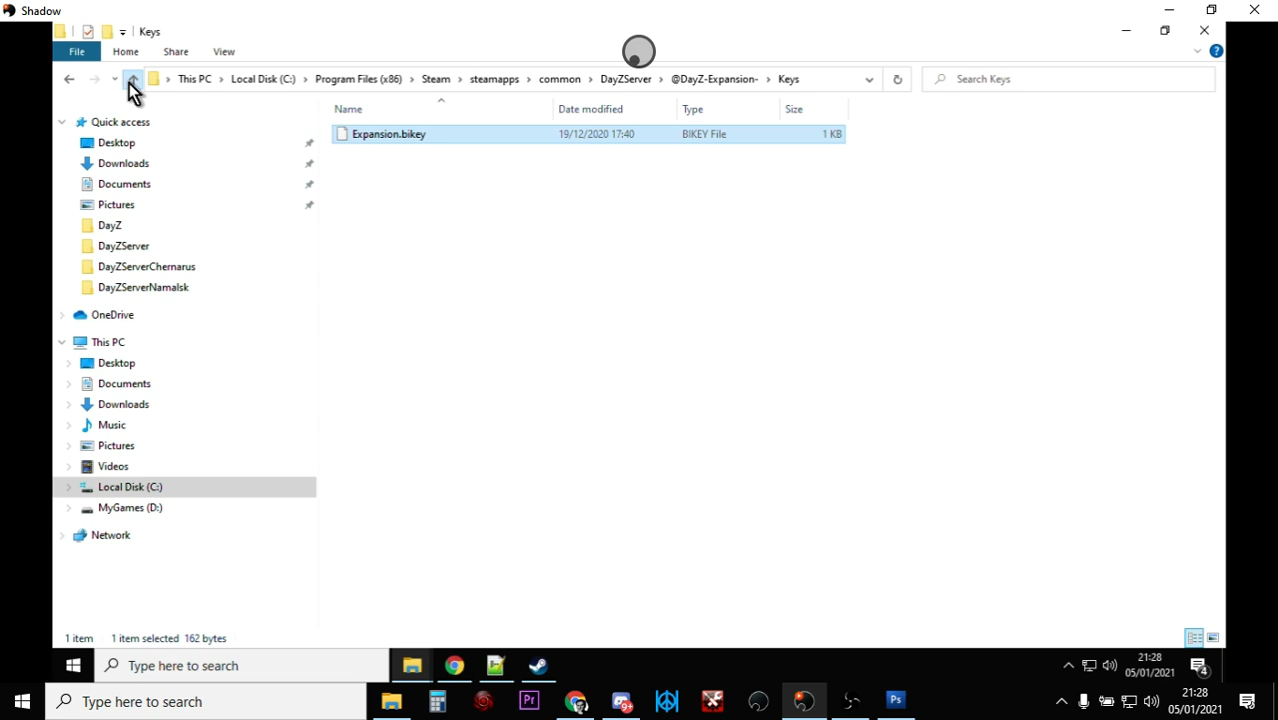 Shadow
Keys
File Home Share View
This PC Local Disk (C:) Program Files (x86) Steam steamapps common DayZServer @DayZ-Expansion- Keys
Search Keys
Name Date modified Type Size
Expansion.bikey 19/12/2020 17:40 BIKEY File 1 KB
Quick access
Desktop
Downloads
Documents
Pictures
DayZ
DayZServer
DayZServerChernarus
DayZServerNamalsk
OneDrive
This PC
Desktop
Documents
Downloads
Music
Pictures
Videos
Local Disk (C:)
MyGames (D:)
Network
1 item 1 item selected 162 bytes
Type here to search
21:28
05/01/2021
4
Type here to search
Pr
9+
Ps
21:28
05/01/2021